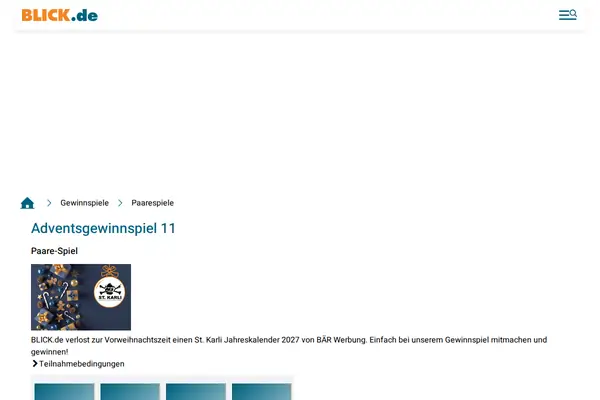 BLICK.de
Gewinnspiele
Paarespiele
Adventsgewinnspiel 11
Paare-Spiel
ST. KARLI
BLICK.de verlost zur Vorweihnachtszeit einen St. Karli Jahreskalender 2027 von BÄR Werbung. Einfach bei unserem Gewinnspiel mitmachen und
gewinnen!
Teilnahmebedingungen